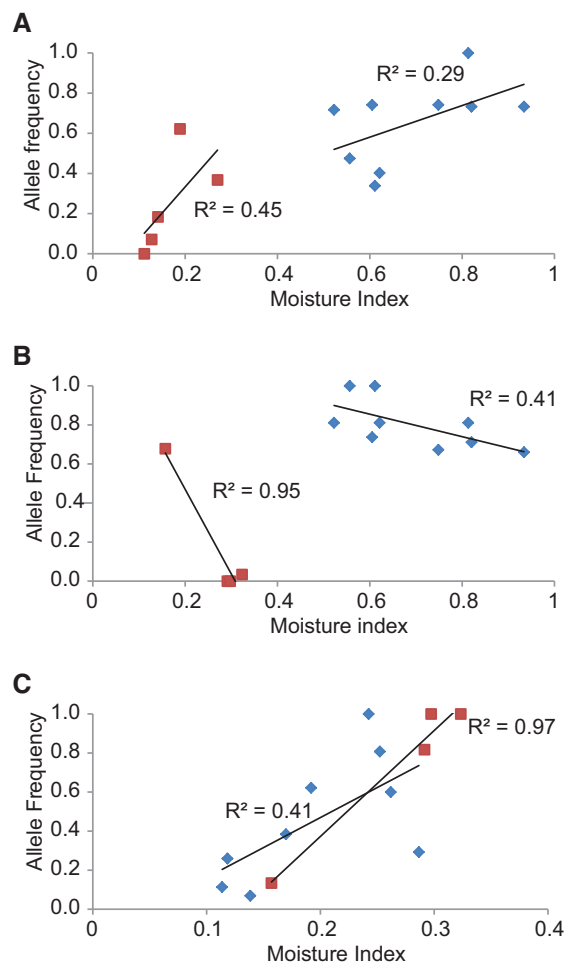 A
Allele frequency
1.0
0.8
0.6
0.4
0.2
0.0
R² = 0.29
R² = 0.45
0
0.2
0.4
0.6
0.8
1
Moisture Index
B
Allele Frequency
1.0
0.8
0.6
0.4
0.2
0.0
R² = 0.41
R² = 0.95
0
0.2
0.4
0.6
0.8
1
Moisture index
C
Allele Frequency
1.0
0.8
0.6
0.4
0.2
0.0
R² = 0.97
R² = 0.41
0
0.1
0.2
0.3
0.4
Moisture Index